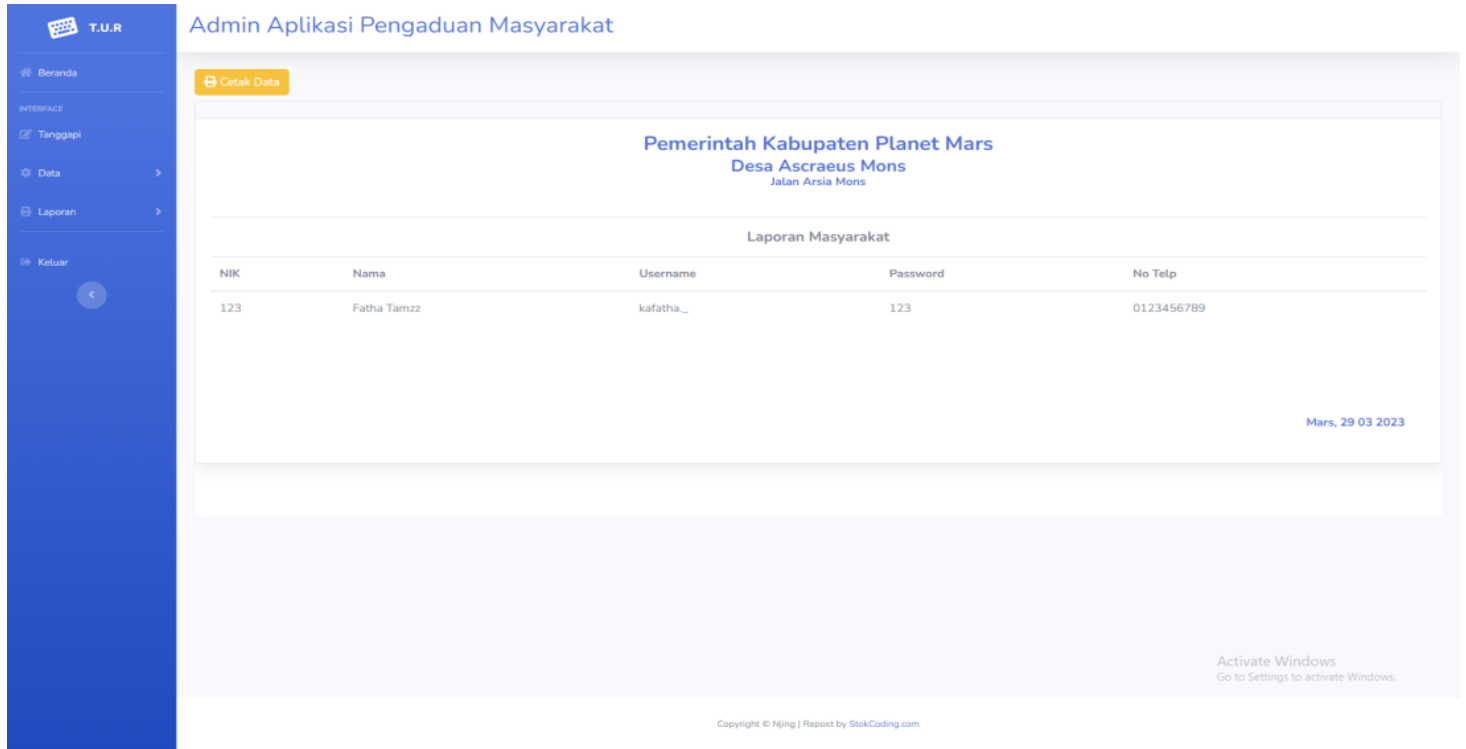 T.U.R
Admin Aplikasi Pengaduan Masyarakat
Beranda
Cetak Data
INTERFACE
Tanggapi
Data
Laporan
Keluar
Pemerintah Kabupaten Planet Mars
Desa Ascraeus Mons
Jalan Arsia Mons
Laporan Masyarakat
NIK Nama Username Password No Telp
123 Fatha Tamzz kafatha._ 123 0123456789
Mars, 29 03 2023
Activate Windows
Go to Settings to activate Windows.
Copyright © Njing | Repost by StokCoding.com